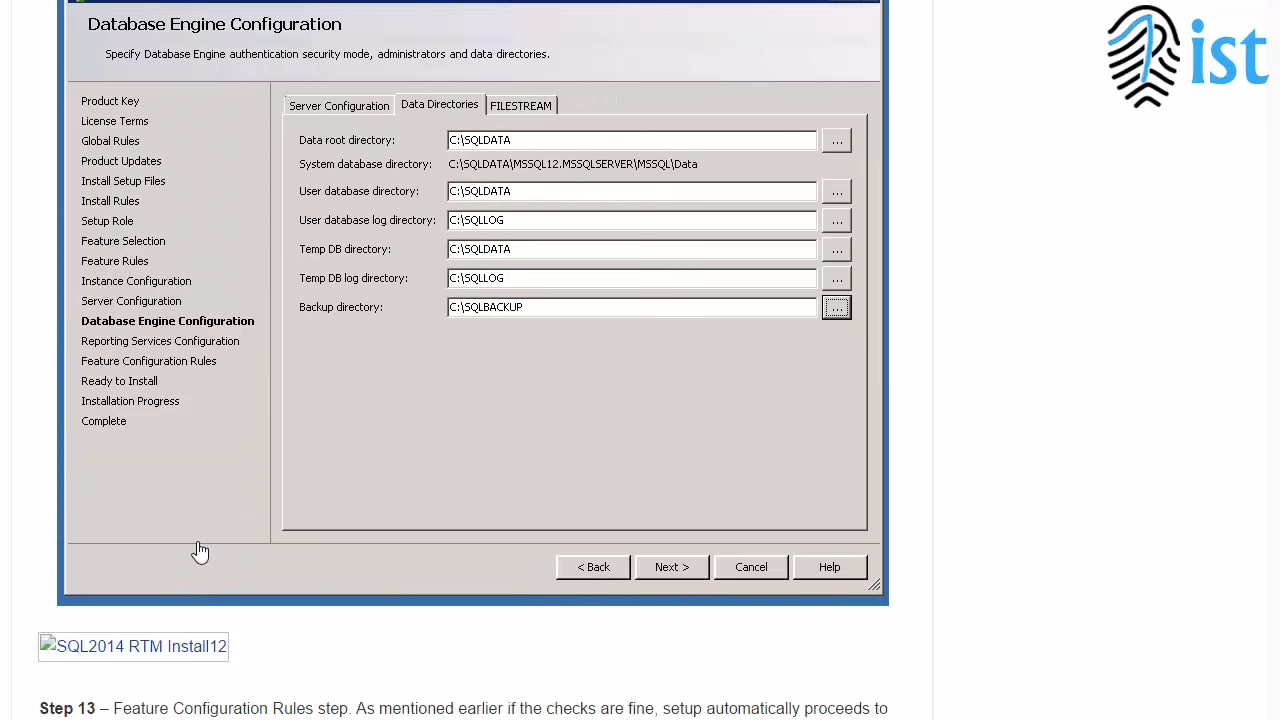 Database Engine Configuration
Specify Database Engine authentication security mode, administrators and data directories.
ist
Product Key
License Terms
Global Rules
Product Updates
Install Setup Files
Install Rules
Setup Role
Feature Selection
Feature Rules
Instance Configuration
Server Configuration
Database Engine Configuration
Reporting Services Configuration
Feature Configuration Rules
Ready to Install
Installation Progress
Complete
Server Configuration Data Directories FILESTREAM
Data root directory: C:\SQLDATA ...
System database directory: C:\SQLDATA\MSSQL12.MSSQLSERVER\MSSQL\Data
User database directory: C:\SQLDATA ...
User database log directory: C:\SQLLOG ...
Temp DB directory: C:\SQLDATA ...
Temp DB log directory: C:\SQLLOG ...
Backup directory: C:\SQLBACKUP ...
< Back Next > Cancel Help
SQL2014 RTM Install12
Step 13 – Feature Configuration Rules step. As mentioned earlier if the checks are fine, setup automatically proceeds to